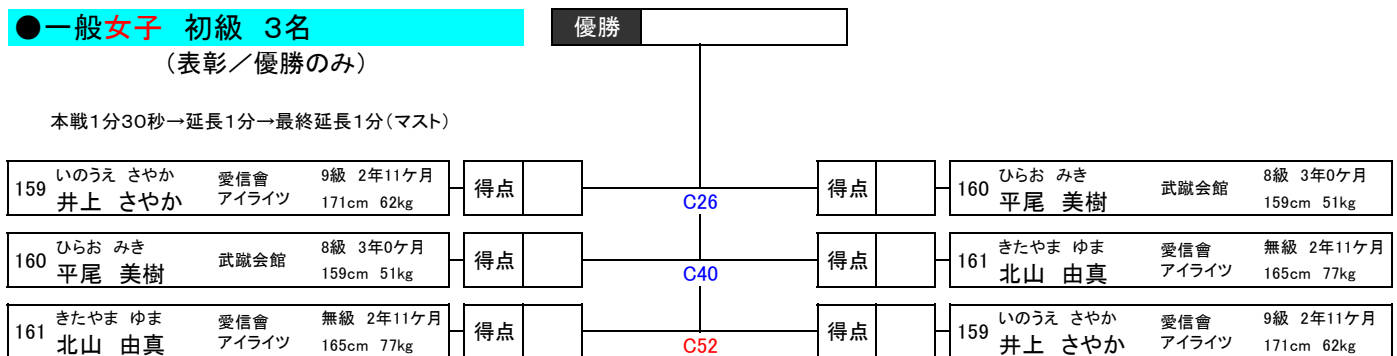 ●一般女子 初級 3名
優勝
(表彰／優勝のみ)
本戦1分30秒→延長1分→最終延長1分(マスト)
159 いのうえ さやか 井上 さやか 愛信會 アイライツ 9級 2年11ケ月 171cm 62kg 得点 C26 得点 160 ひらお みき 平尾 美樹 武蹴会館 8級 3年0ケ月 159cm 51kg
160 ひらお みき 平尾 美樹 武蹴会館 8級 3年0ケ月 159cm 51kg 得点 C40 得点 161 きたやま ゆま 北山 由真 愛信會 アイライツ 無級 2年11ケ月 165cm 77kg
161 きたやま ゆま 北山 由真 愛信會 アイライツ 無級 2年11ケ月 165cm 77kg 得点 C52 得点 159 いのうえ さやか 井上 さやか 愛信會 アイライツ 9級 2年11ケ月 171cm 62kg